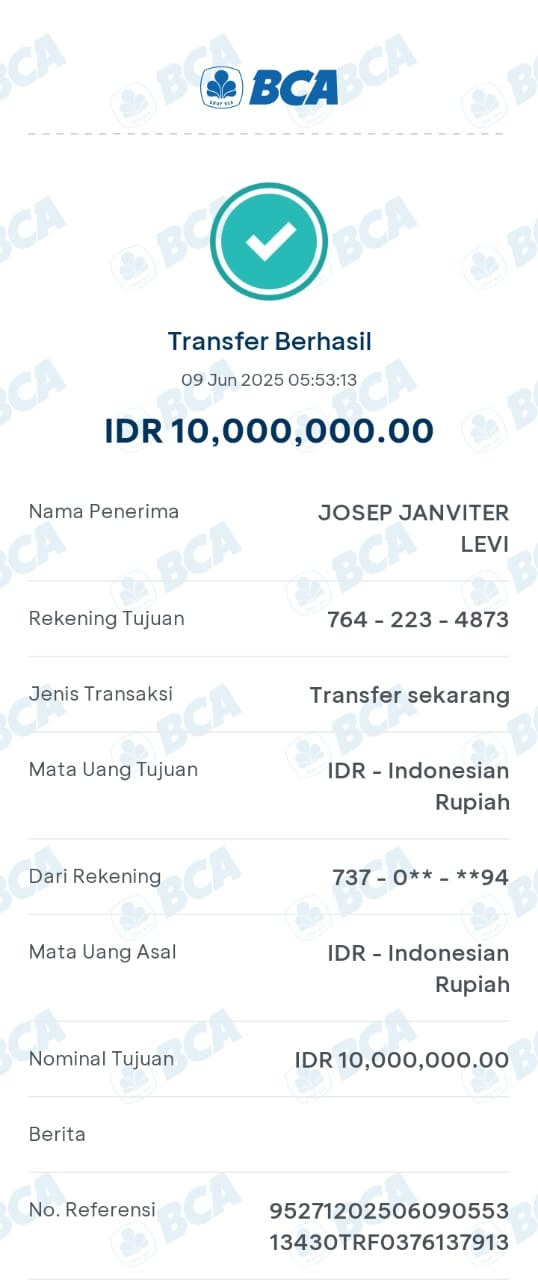 BCA
Transfer Berhasil
09 Jun 2025 05:53:13
IDR 10,000,000.00
Nama Penerima
JOSEP JANVITER
LEVI
Rekening Tujuan
764 - 223 - 4873
Jenis Transaksi
Transfer sekarang
Mata Uang Tujuan
IDR - Indonesian
Rupiah
Dari Rekening
737 - 0** - **94
Mata Uang Asal
IDR - Indonesian
Rupiah
Nominal Tujuan
IDR 10,000,000.00
Berita
No. Referensi
95271202506090553
13430TRF0376137913